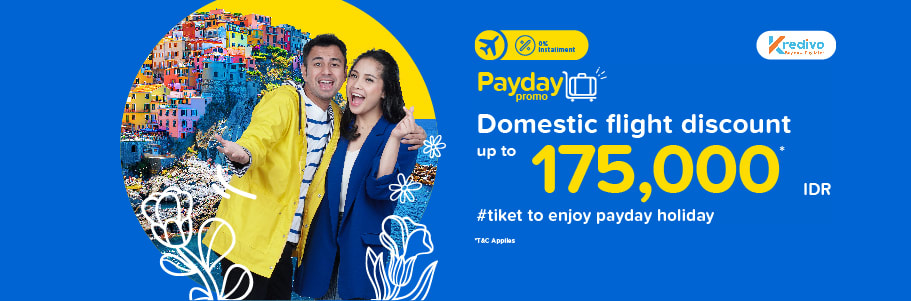 0%
Installment
Kredivo
Payday
promo
Domestic flight discount
up to 175,000*
IDR
#tiket to enjoy payday holiday
*T&C Applies